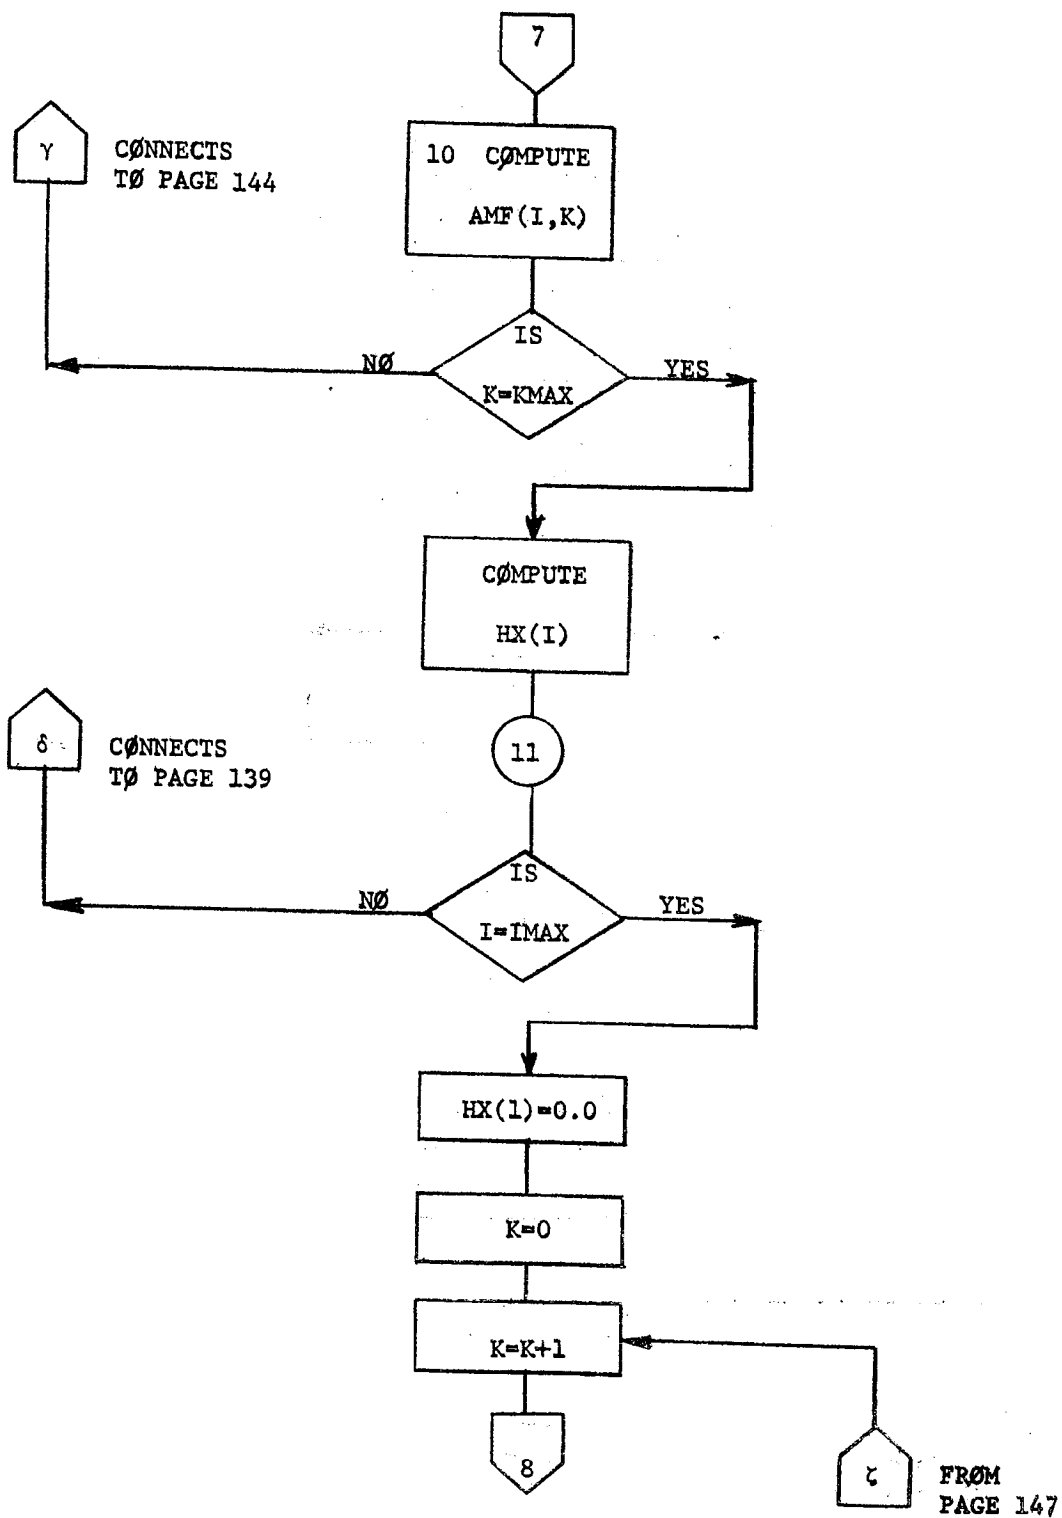 7
γ
CØNNECTS
TØ PAGE 144
10 CØMPUTE
AMF(I,K)
IS
K=KMAX
NØ
YES
CØMPUTE
HX(I)
11
δ
CØNNECTS
TØ PAGE 139
IS
I=IMAX
NØ
YES
HX(1)=0.0
K=0
K=K+1
8
ζ
FRØM
PAGE 147